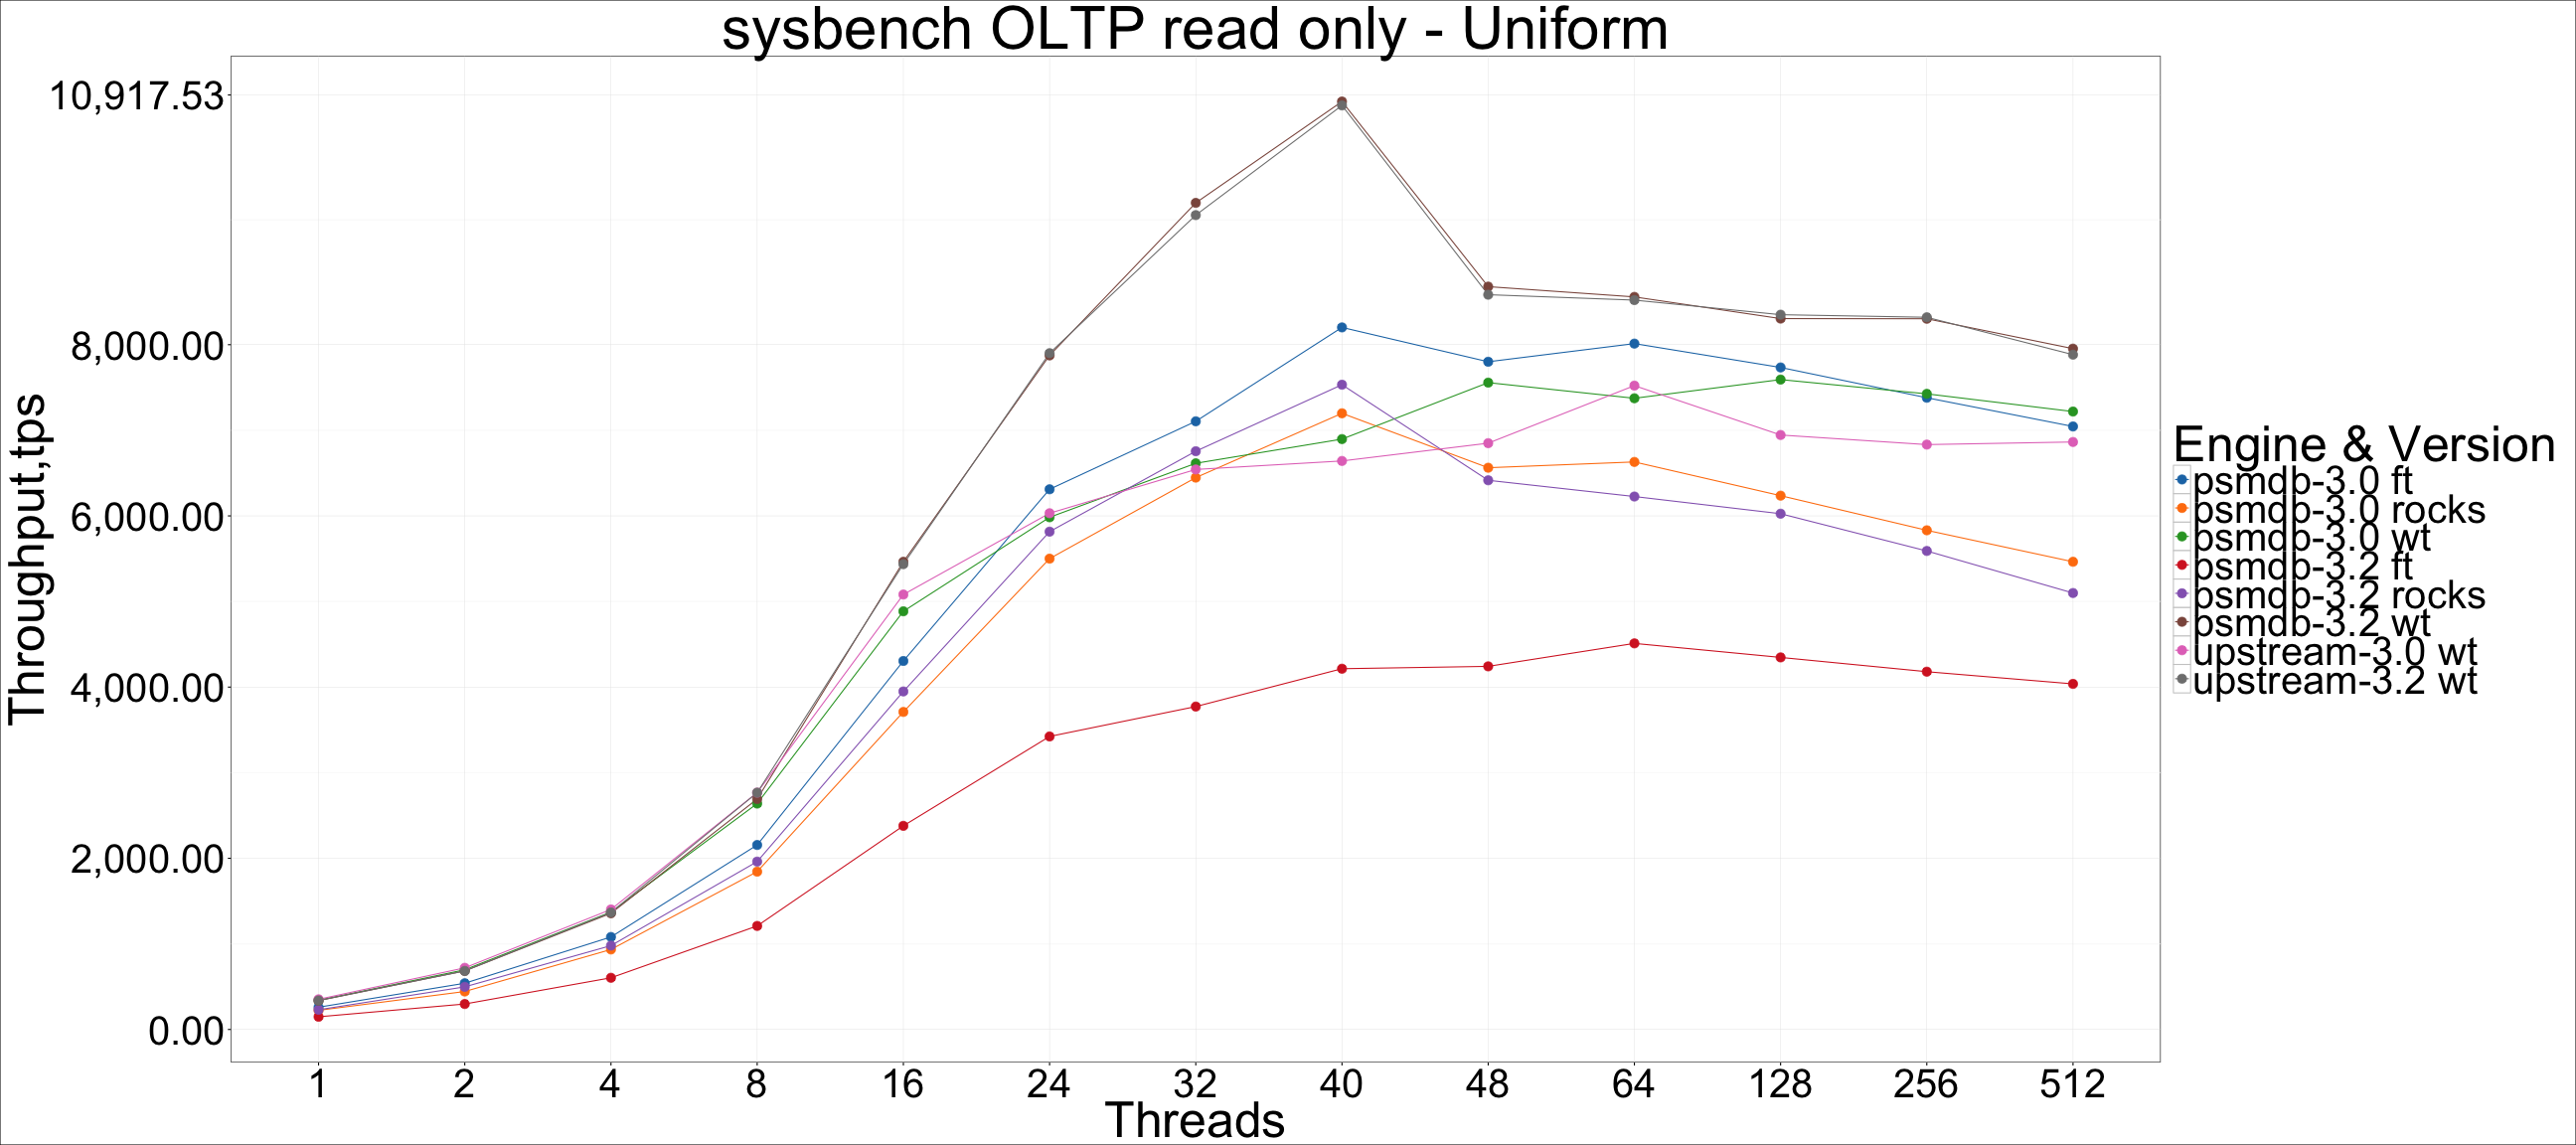 sysbench OLTP read only - Uniform
10,917.53
8,000.00
6,000.00
4,000.00
2,000.00
0.00
Throughput,tps
1 2 4 8 16 24 32 40 48 64 128 256 512
Threads
Engine & Version
psmdb-3.0 ft
psmdb-3.0 rocks
psmdb-3.0 wt
psmdb-3.2 ft
psmdb-3.2 rocks
psmdb-3.2 wt
upstream-3.0 wt
upstream-3.2 wt